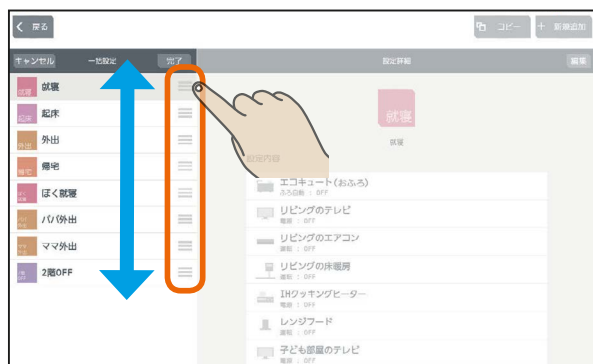 戻る
コピー
新規追加
キャンセル
一括設定
完了
設定詳細
編集
就寝
就寝
起床
起床
外出
外出
帰宅
帰宅
ぼく就寝
ぼく就寝
パパ外出
ママ外出
2階OFF
就寝
就寝
設定内容
エコキュート(おふろ)
ふろ自動 : OFF
リビングのテレビ
電源 : OFF
リビングのエアコン
運転 : OFF
リビングの床暖房
運転 : OFF
IHクッキングヒーター
電源 : OFF
レンジフード
運転 : OFF
子ども部屋のテレビ
電源 : OFF